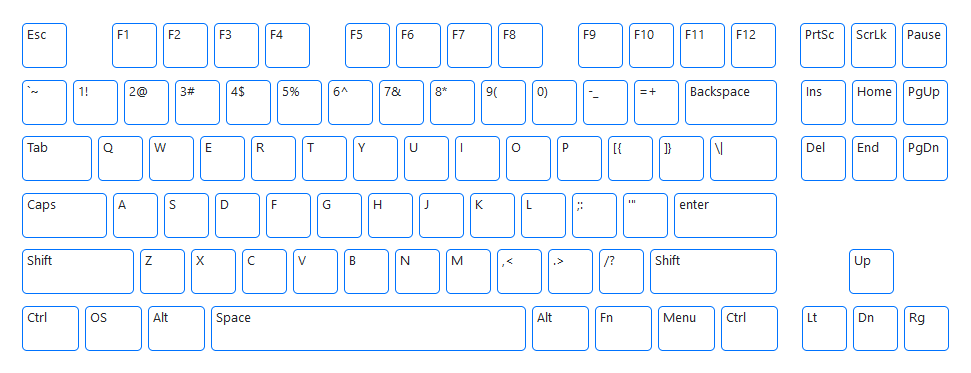 Esc F1 F2 F3 F4 F5 F6 F7 F8 F9 F10 F11 F12 PrtSc ScrLk Pause
`~ 1! 2@ 3# 4$ 5% 6^ 7& 8* 9( 0) -_ =+ Backspace Ins Home PgUp
Tab Q W E R T Y U I O P [{ ]} \| Del End PgDn
Caps A S D F G H J K L ;: '" enter
Shift Z X C V B N M ,< .> /? Shift Up
Ctrl OS Alt Space Alt Fn Menu Ctrl Lt Dn Rg